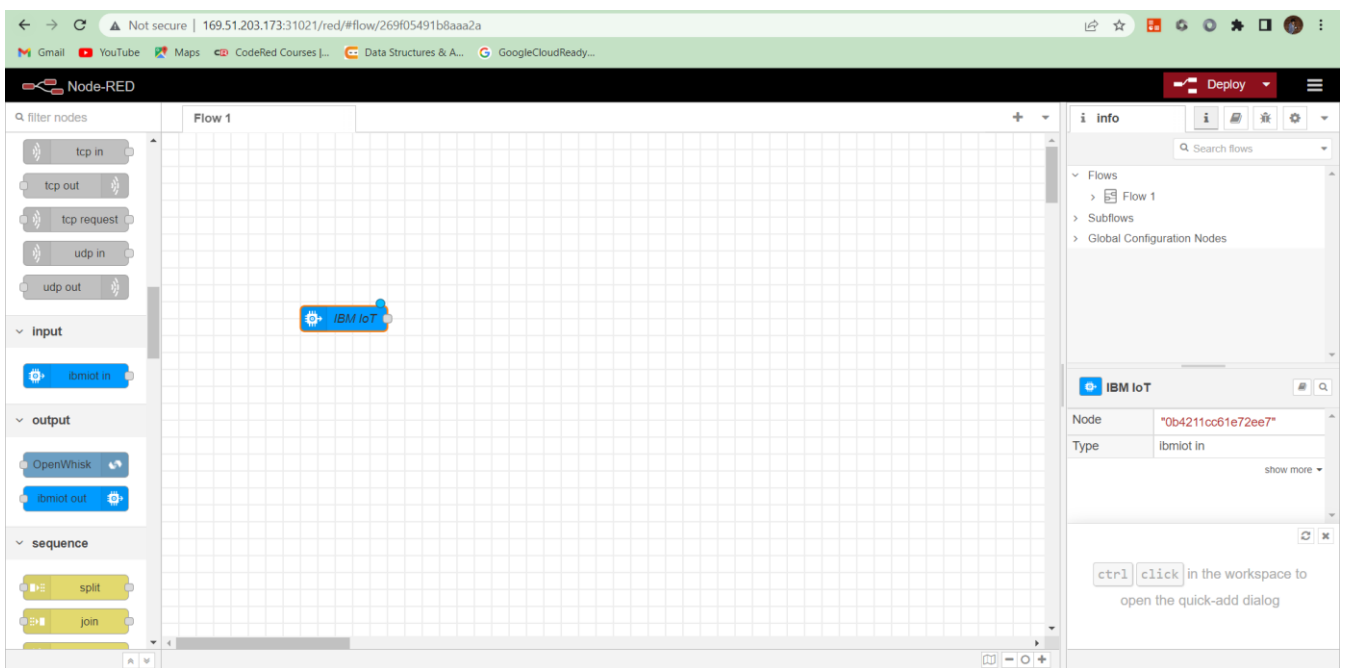 Not secure | 169.51.203.173:31021/red/#flow/269f05491b8aaa2a
Gmail YouTube Maps CodeRed Courses |... Data Structures & A... GoogleCloudReady...
Node-RED Deploy
filter nodes
tcp in
tcp out
tcp request
udp in
udp out
input
ibmiot in
output
OpenWhisk
ibmiot out
sequence
split
join
Flow 1
IBM IoT
i info
Search flows
Flows
Flow 1
Subflows
Global Configuration Nodes
IBM IoT
Node "0b4211cc61e72ee7"
Type ibmiot in
show more
ctrl click in the workspace to
open the quick-add dialog